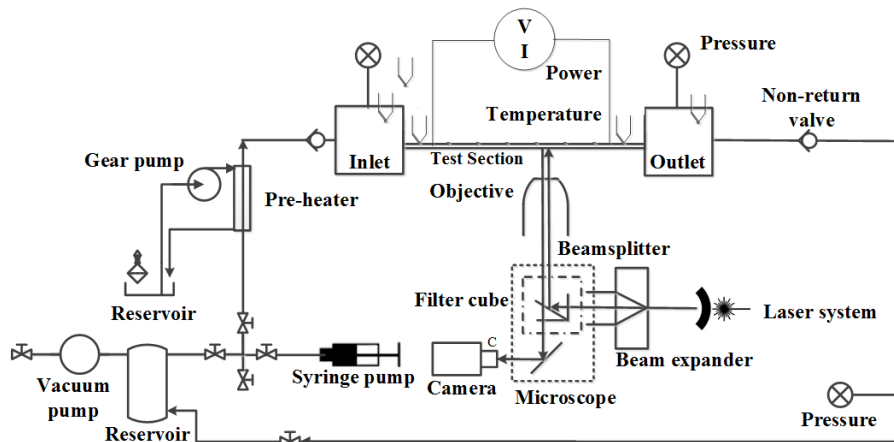 V
I
Pressure
Power
Temperature
Non-return
valve
Gear pump
Inlet
Test Section
Outlet
Pre-heater
Objective
Beamsplitter
Reservoir
Filter cube
Laser system
C
Vacuum
pump
Syringe pump
Camera
Beam expander
Microscope
Pressure
Reservoir